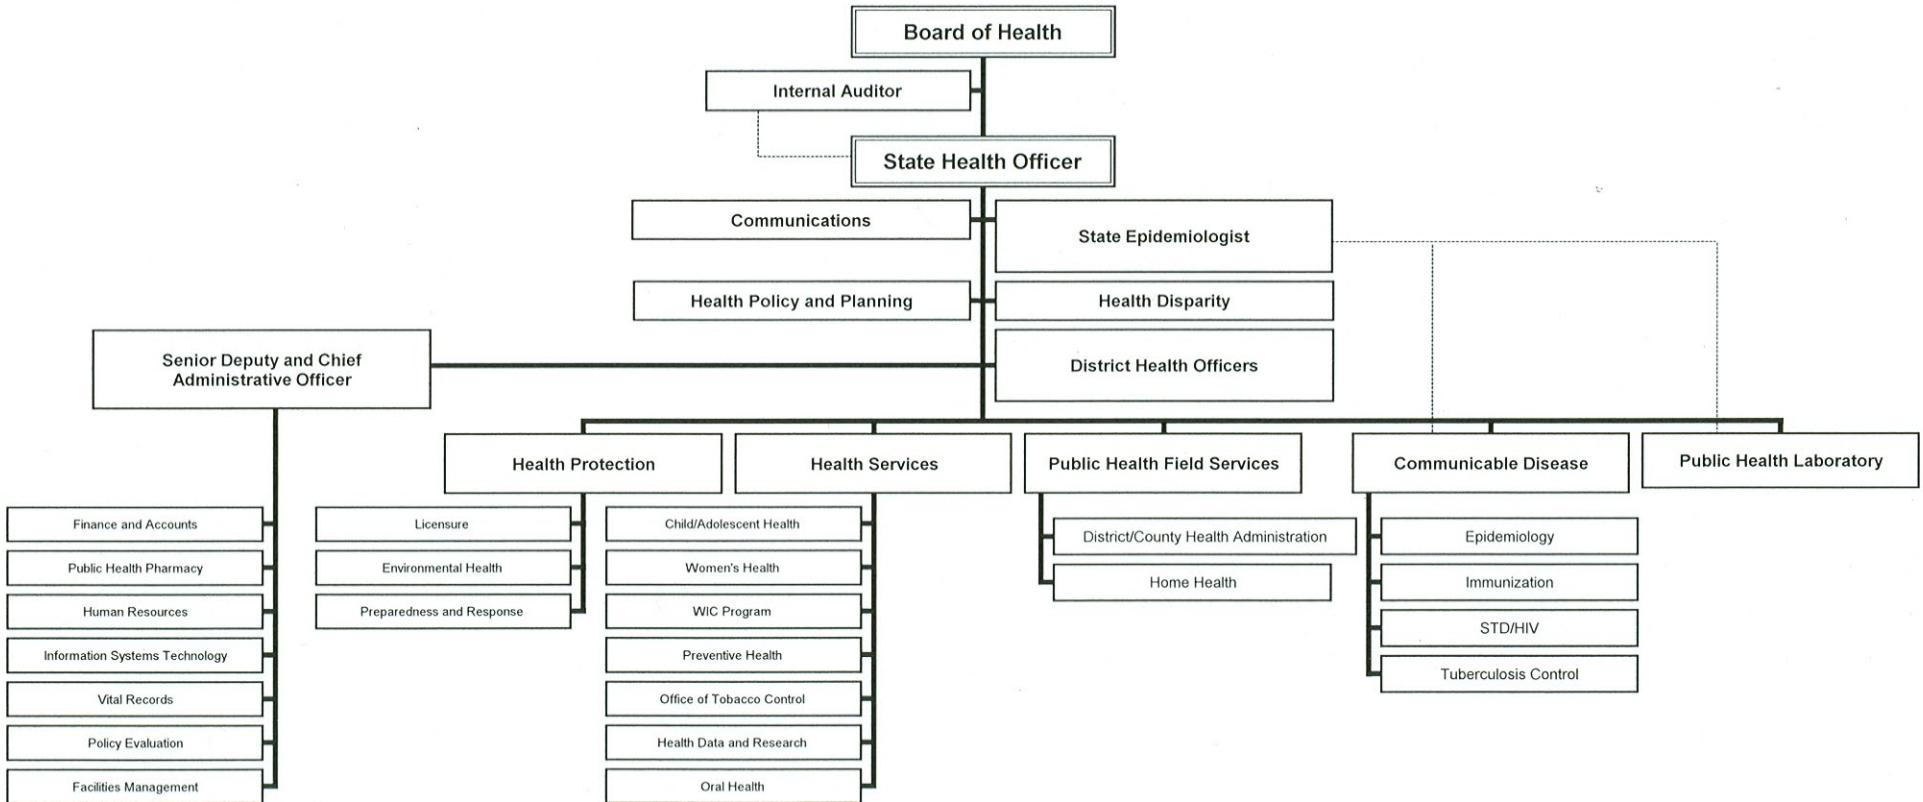 Board of Health
Internal Auditor
State Health Officer
Communications
State Epidemiologist
Health Policy and Planning
Health Disparity
Senior Deputy and Chief
Administrative Officer
District Health Officers
Health Protection
Health Services
Public Health Field Services
Communicable Disease
Public Health Laboratory
Finance and Accounts
Public Health Pharmacy
Human Resources
Information Systems Technology
Vital Records
Policy Evaluation
Facilities Management
Licensure
Environmental Health
Preparedness and Response
Child/Adolescent Health
Women's Health
WIC Program
Preventive Health
Office of Tobacco Control
Health Data and Research
Oral Health
District/County Health Administration
Home Health
Epidemiology
Immunization
STD/HIV
Tuberculosis Control